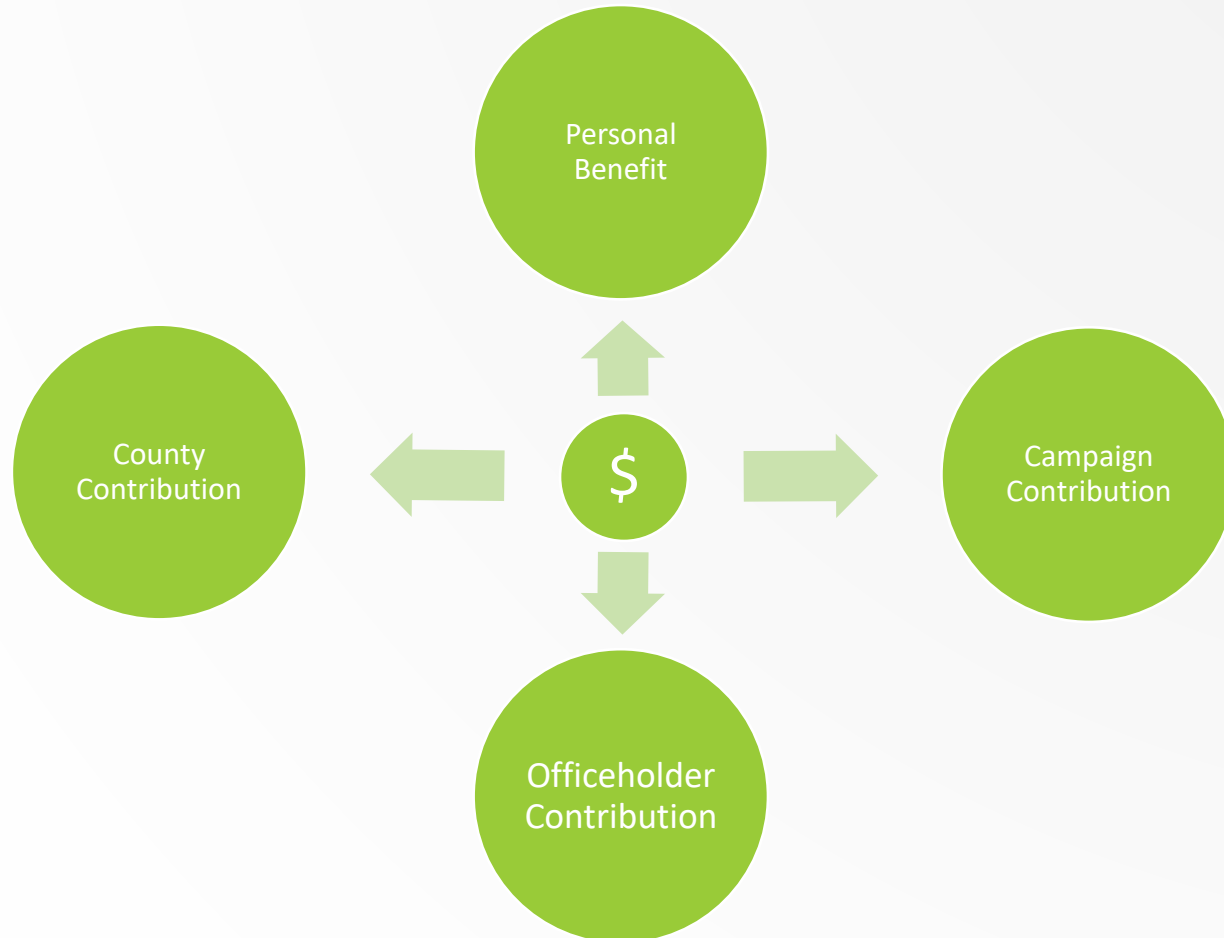 Personal
Benefit
County
Contribution
$
Campaign
Contribution
Officeholder
Contribution